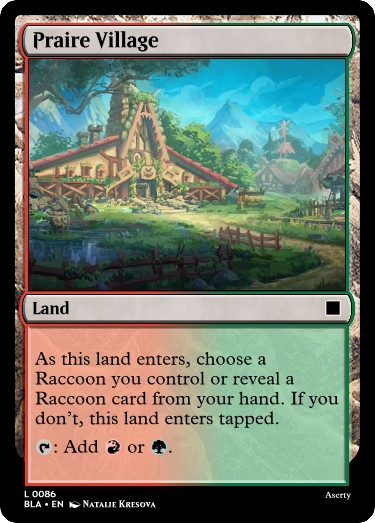 Praire Village
Land
As this land enters, choose a
Raccoon you control or reveal a
Raccoon card from your hand. If you
don't, this land enters tapped.
: Add or .
L 0086
BLA • EN Natalie Kresova
Aserty